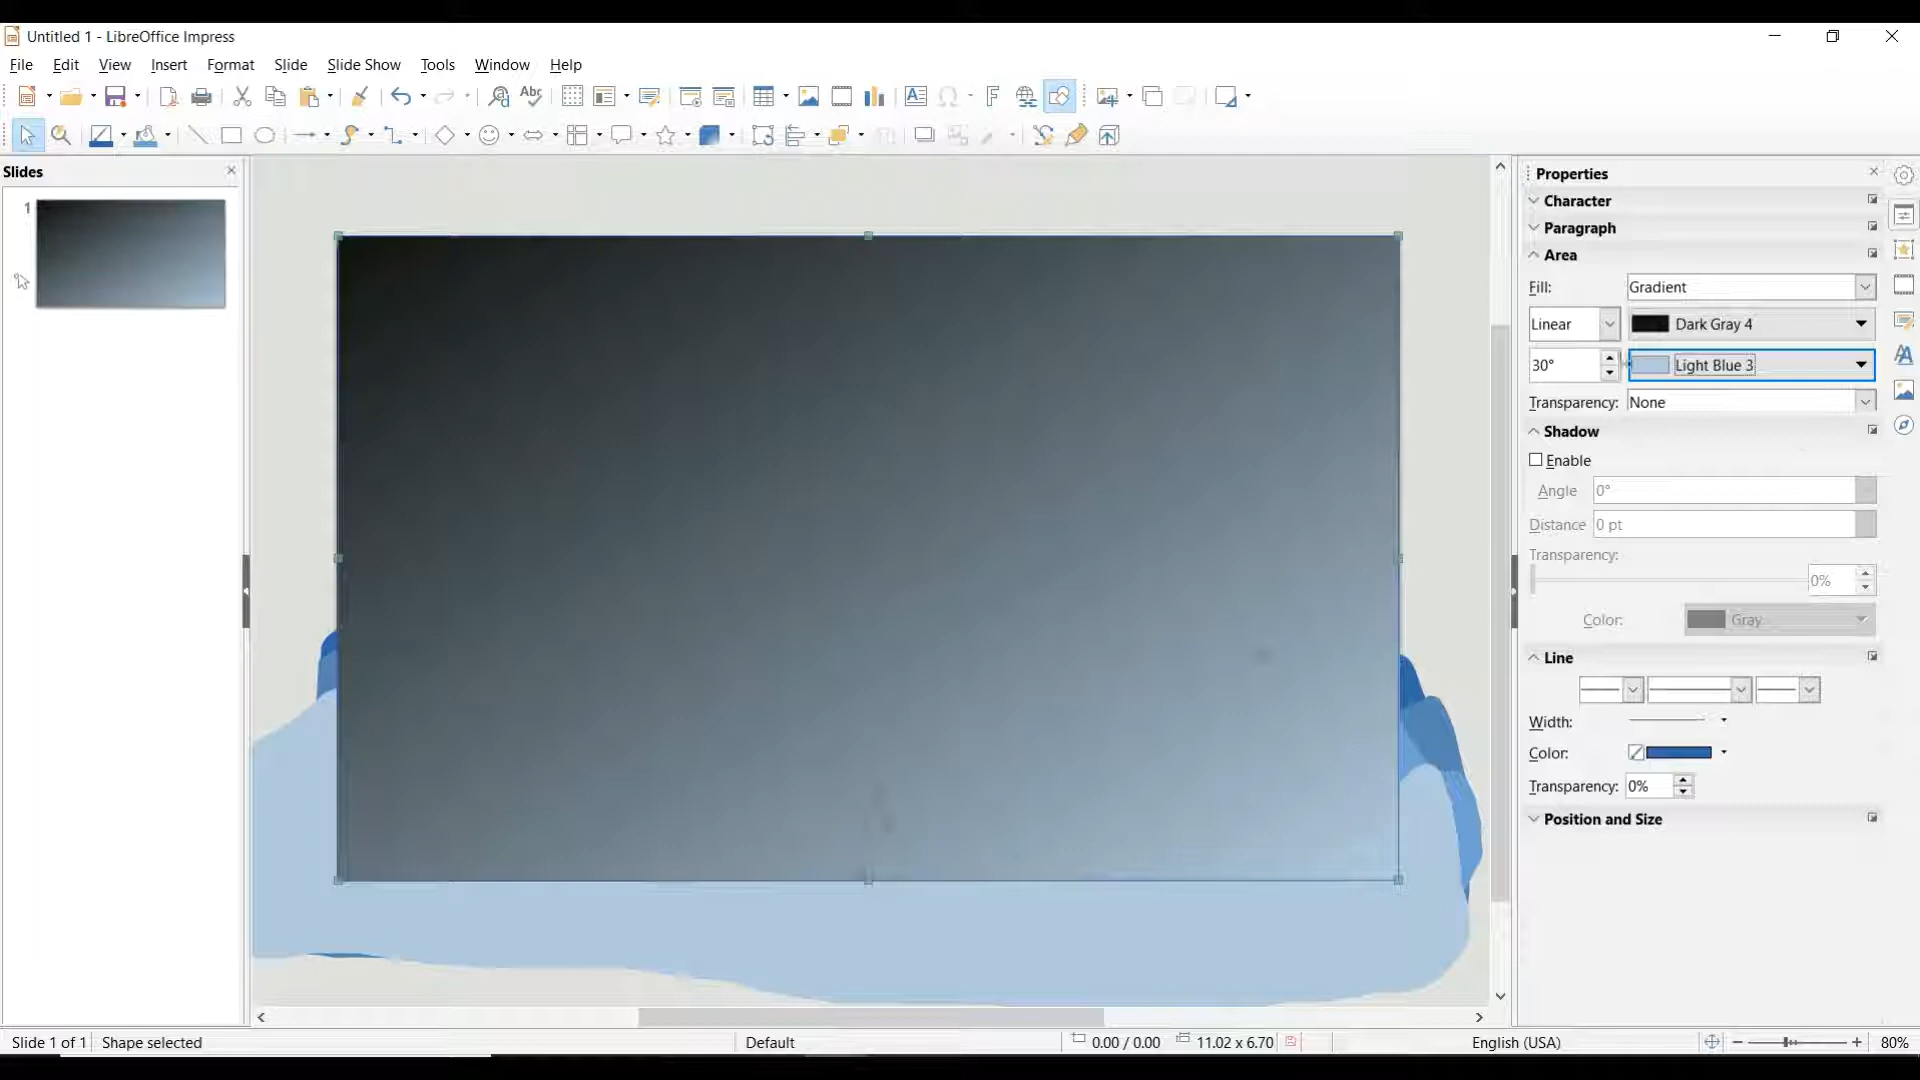 Untitled 1 - LibreOffice Impress
File Edit View Insert Format Slide Slide Show Tools Window Help
Abc
Slides
1
Properties
Character
Paragraph
Area
Fill: Gradient
Linear Dark Gray 4
30° Light Blue 3
Transparency: None
Shadow
Enable
Angle 0°
Distance 0 pt
Transparency:
0%
Color: Gray
Line
Width:
Color:
Transparency: 0%
Position and Size
Slide 1 of 1 Shape selected Default 0.00 / 0.00 11.02 x 6.70 English (USA) 80%